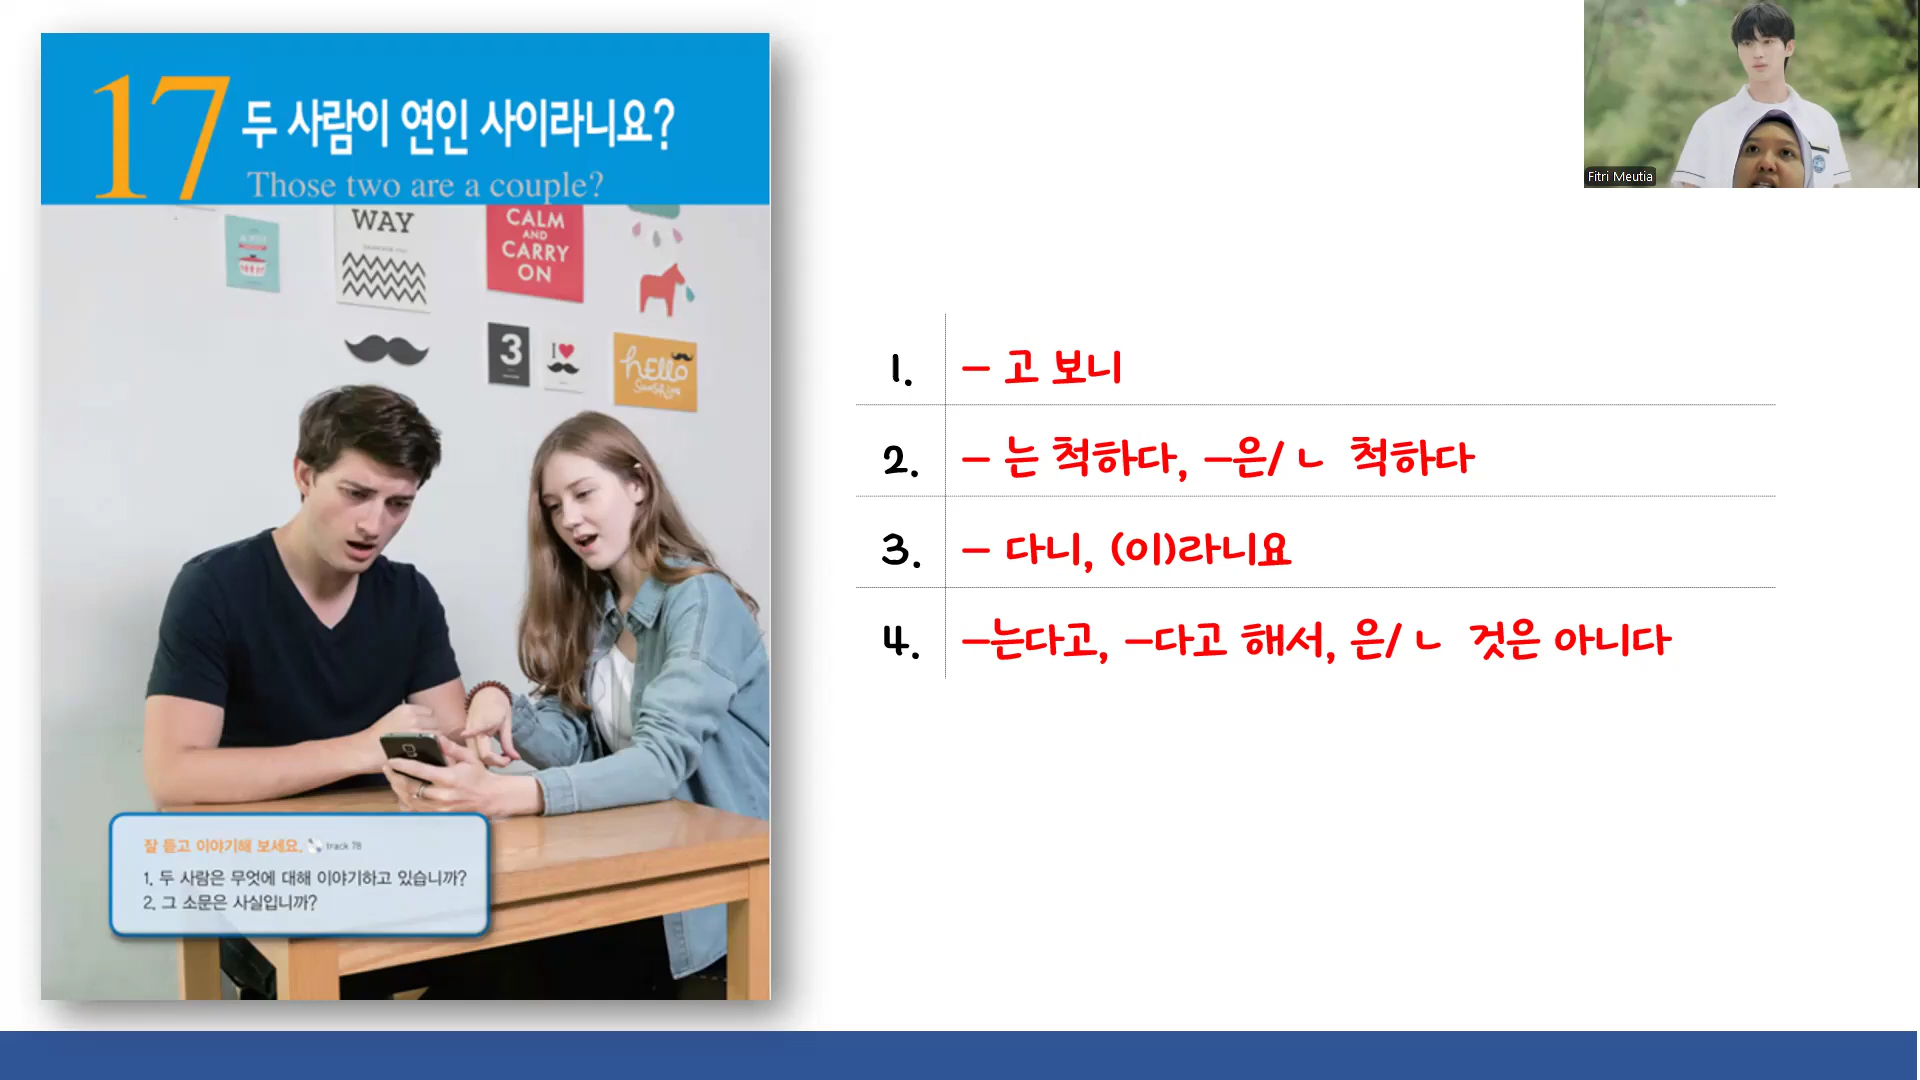 17 두 사람이 연인 사이라니요?
Those two are a couple?
WAY
CALM
AND
CARRY
ON
3
I
hello
잘 듣고 이야기해 보세요. track 78
1. 두 사람은 무엇에 대해 이야기하고 있습니까?
2. 그 소문은 사실입니까?
1. – 고 보니
2. – 는 척하다, –은/ㄴ 척하다
3. – 다니, (이)라니요
4. –는다고, –다고 해서, 은/ㄴ 것은 아니다
Fitri Meutia